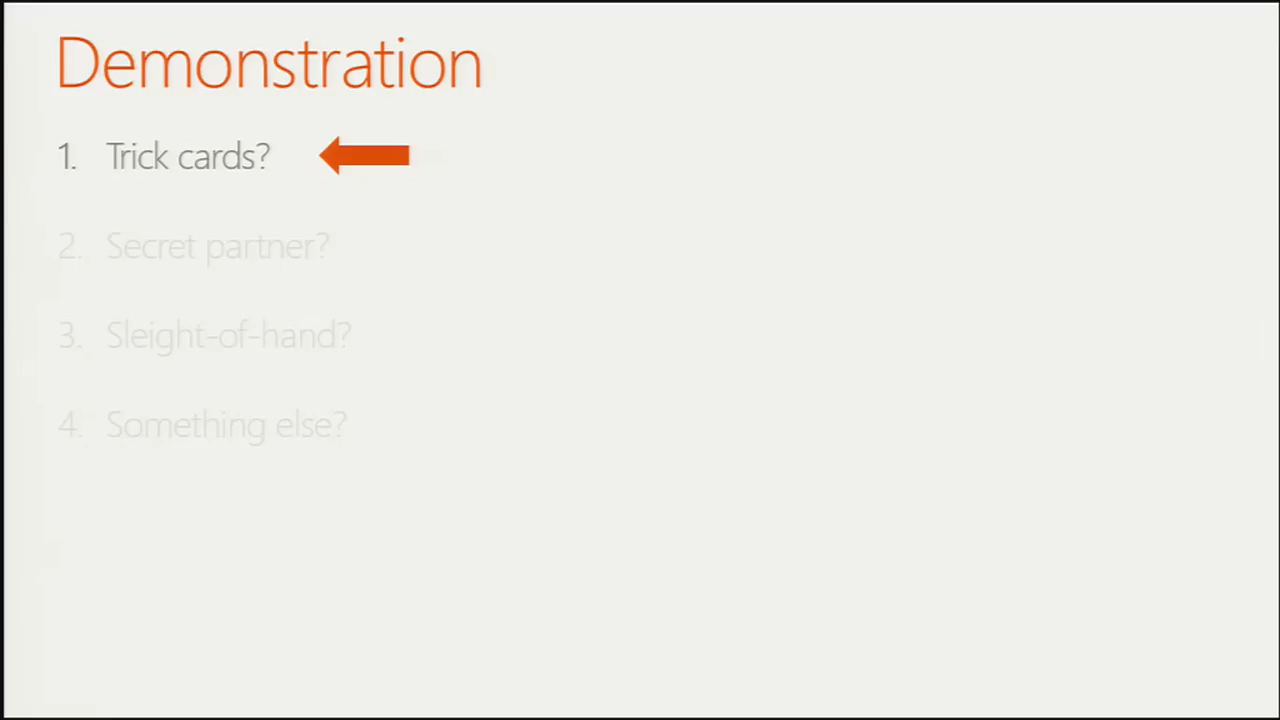 Demonstration
1. Trick cards?
2. Secret partner?
3. Sleight-of-hand?
4. Something else?